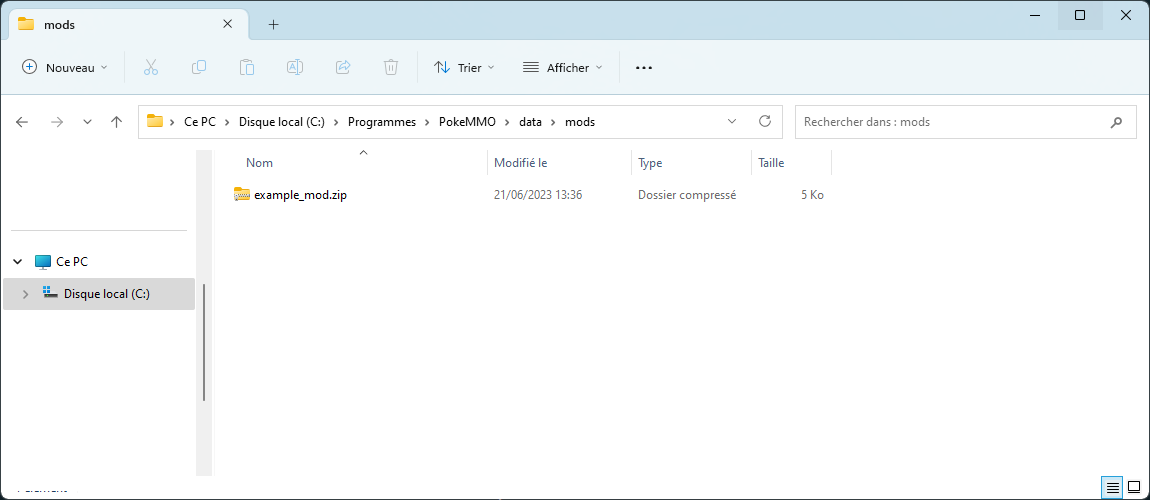 mods
Nouveau
Trier
Afficher
Ce PC
Disque local (C:)
Programmes
PokeMMO
data
mods
Rechercher dans : mods
Nom
Modifié le
Type
Taille
example_mod.zip
21/06/2023 13:36
Dossier compressé
5 Ko
Ce PC
Disque local (C:)